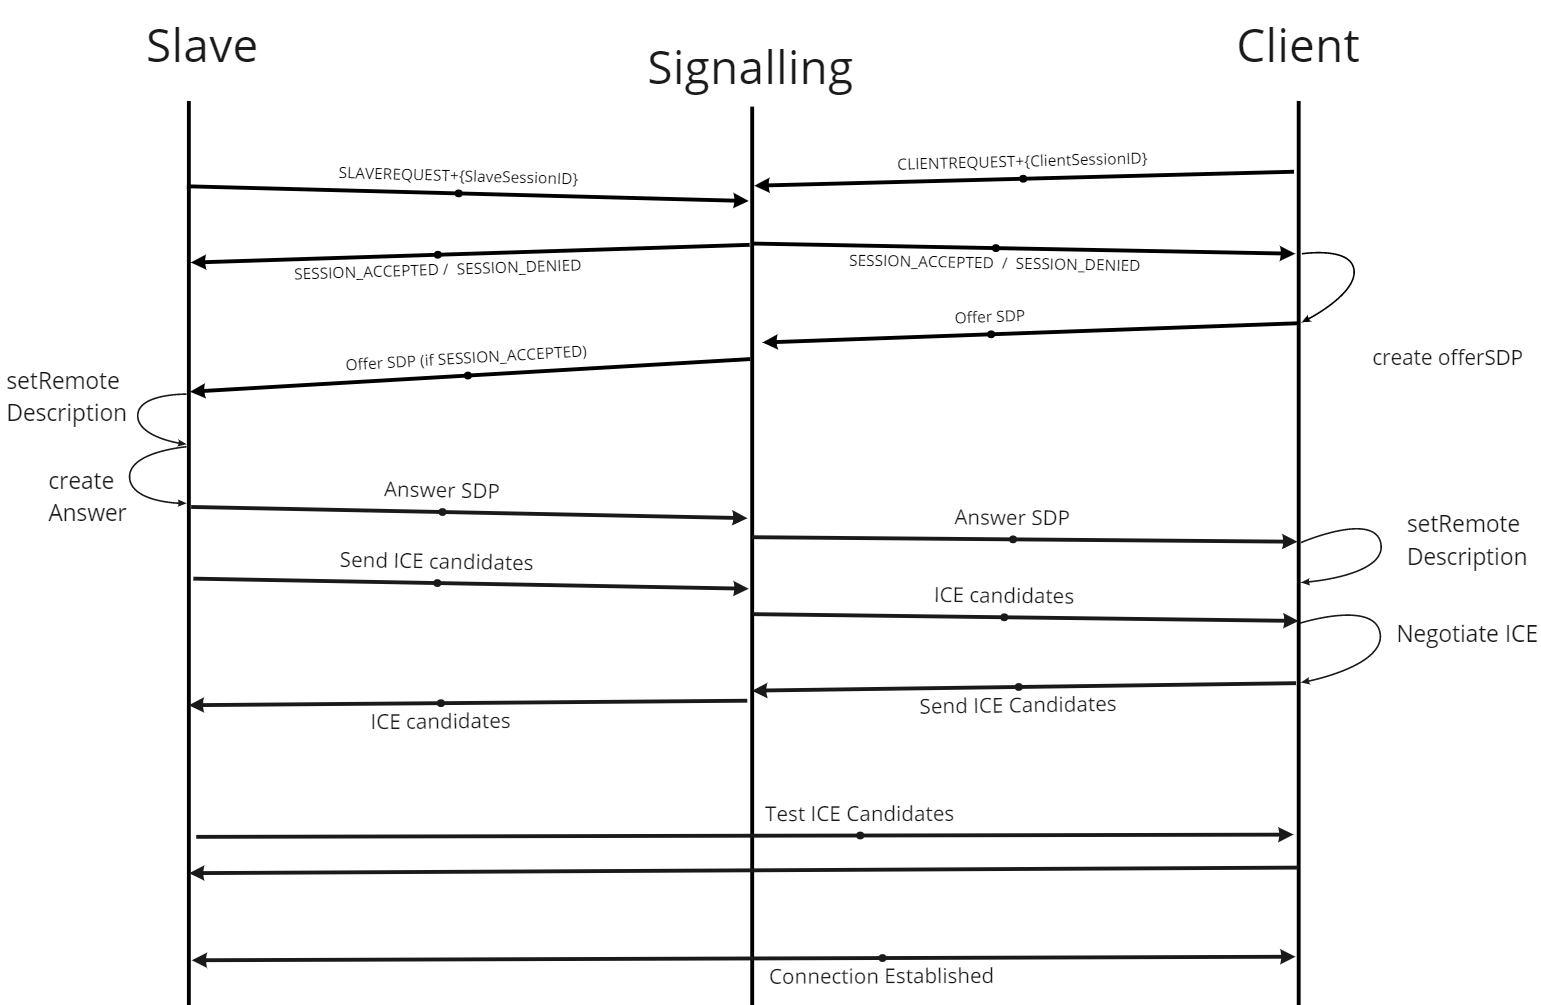 Slave
Signalling
Client
SLAVEREQUEST+{SlaveSessionID}
CLIENTREQUEST+{ClientSessionID}
SESSION_ACCEPTED / SESSION_DENIED
SESSION_ACCEPTED / SESSION_DENIED
Offer SDP
create offerSDP
Offer SDP (if SESSION_ACCEPTED)
setRemote
Description
create
Answer
Answer SDP
Answer SDP
setRemote
Description
Send ICE candidates
ICE candidates
Negotiate ICE
Send ICE Candidates
ICE candidates
Test ICE Candidates
Connection Established